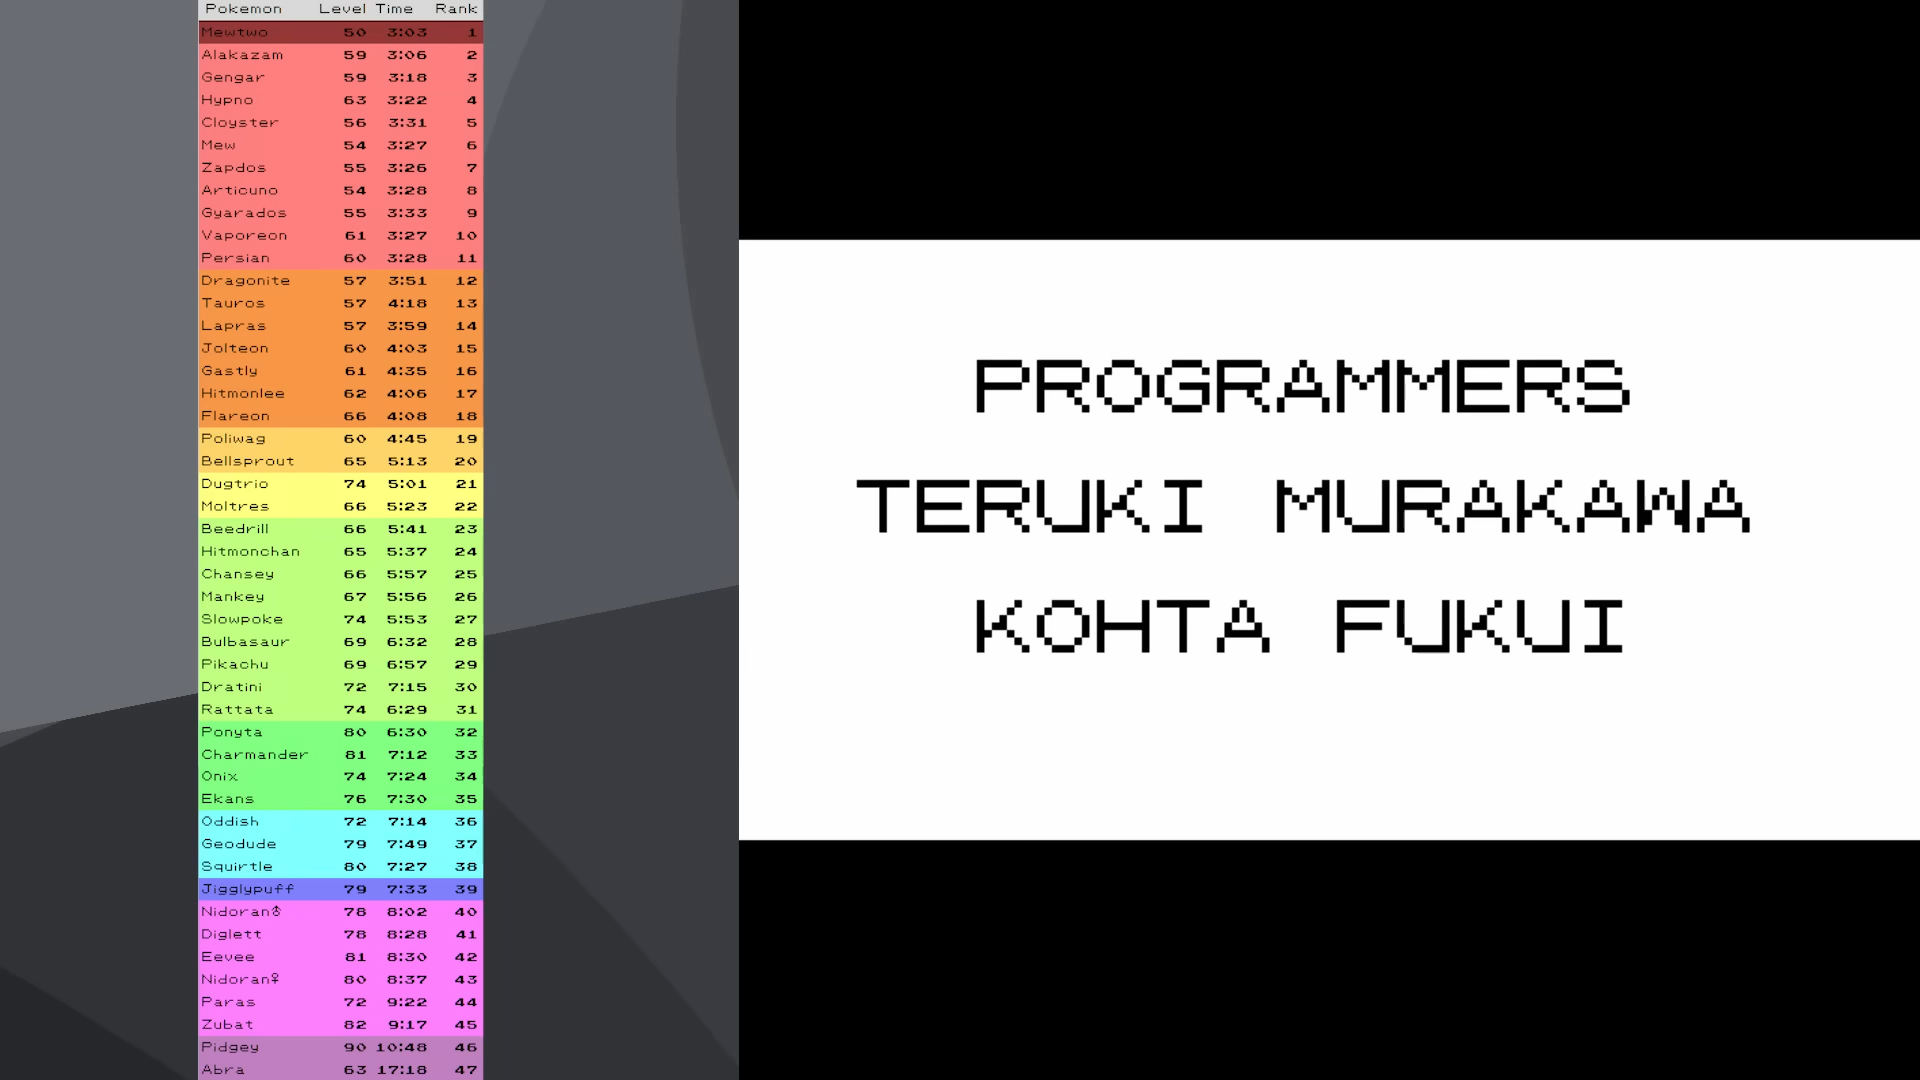 Pokemon Level Time Rank
Mewtwo 50 3:03 1
Alakazam 59 3:06 2
Gengar 59 3:18 3
Hypno 63 3:22 4
Cloyster 56 3:31 5
Mew 54 3:27 6
Zapdos 55 3:26 7
Articuno 54 3:28 8
Gyarados 55 3:33 9
Vaporeon 61 3:27 10
Persian 60 3:28 11
Dragonite 57 3:51 12
Tauros 57 4:18 13
Lapras 57 3:59 14
Jolteon 60 4:03 15
Gastly 61 4:35 16
Hitmonlee 62 4:06 17
Flareon 66 4:08 18
Poliwag 60 4:45 19
Bellsprout 65 5:13 20
Dugtrio 74 5:01 21
Moltres 66 5:23 22
Beedrill 66 5:41 23
Hitmonchan 65 5:37 24
Chansey 66 5:57 25
Mankey 67 5:56 26
Slowpoke 74 5:53 27
Bulbasaur 69 6:32 28
Pikachu 69 6:57 29
Dratini 72 7:15 30
Rattata 74 6:29 31
Ponyta 80 6:30 32
Charmander 81 7:12 33
Onix 74 7:24 34
Ekans 76 7:30 35
Oddish 72 7:14 36
Geodude 79 7:49 37
Squirtle 80 7:27 38
Jigglypuff 79 7:33 39
Nidoran♂ 78 8:02 40
Diglett 78 8:28 41
Eevee 81 8:30 42
Nidoran♀ 80 8:37 43
Paras 72 9:22 44
Zubat 82 9:17 45
Pidgey 90 10:48 46
Abra 63 17:18 47
PROGRAMMERS
TERUKI MURAKAWA
KOHTA FUKUI